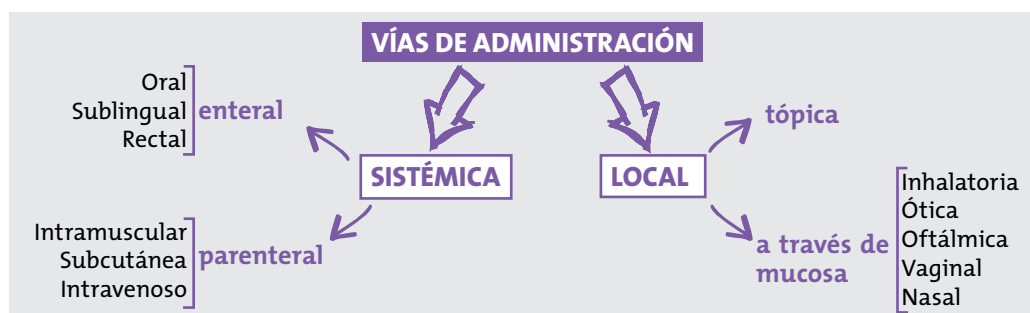 VÍAS DE ADMINISTRACIÓN
Oral
Sublingual
Rectal
enteral
tópica
SISTÉMICA
LOCAL
Intramuscular
Subcutánea
Intravenoso
parenteral
a través de
mucosa
Inhalatoria
Ótica
Oftálmica
Vaginal
Nasal